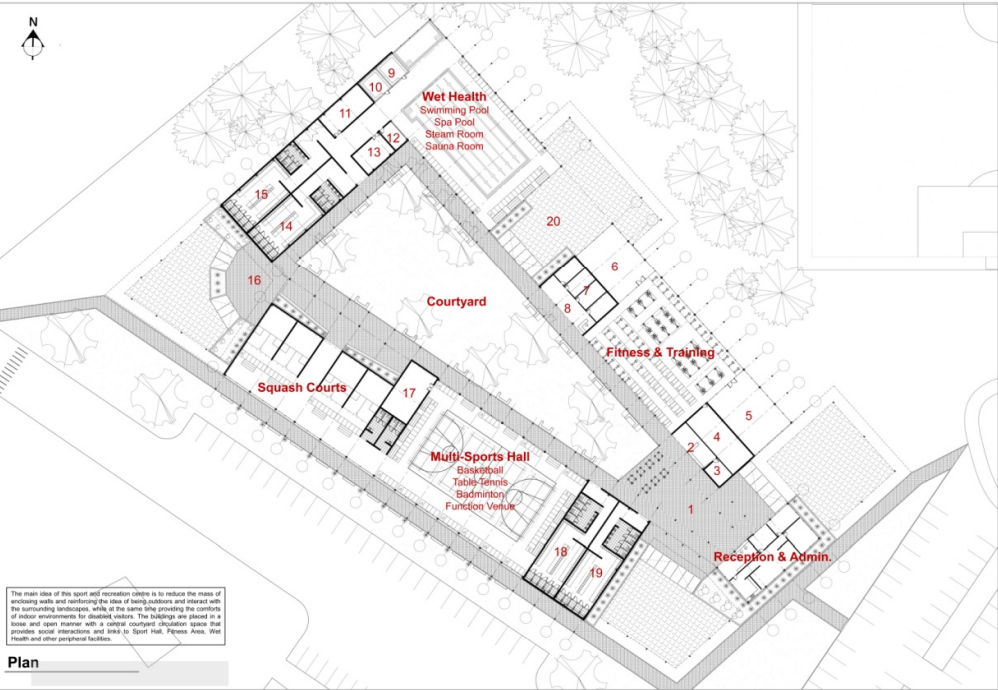 N
9
10
Wet Health
Swimming Pool
Spa Pool
Steam Room
Sauna Room
11
12
13
15
14
20
16
6
7
8
Courtyard
Fitness & Training
Squash Courts
17
5
4
2
3
Multi-Sports Hall
Basketball
Table Tennis
Badminton
Function Venue
1
18
19
Reception & Admin.
The main idea of this sport and recreation centre is to reduce the mass of
enclosing walls and reinforcing the idea of being outdoors and interact with
the surrounding landscapes, while at the same time providing the comforts
of indoor environments for disabled visitors. The buildings are placed in a
loose and open manner with a central courtyard circulation space that
provides social interactions and links to Sport Hall, Fitness Area, Wet
Health and other peripheral facilities.
Plan